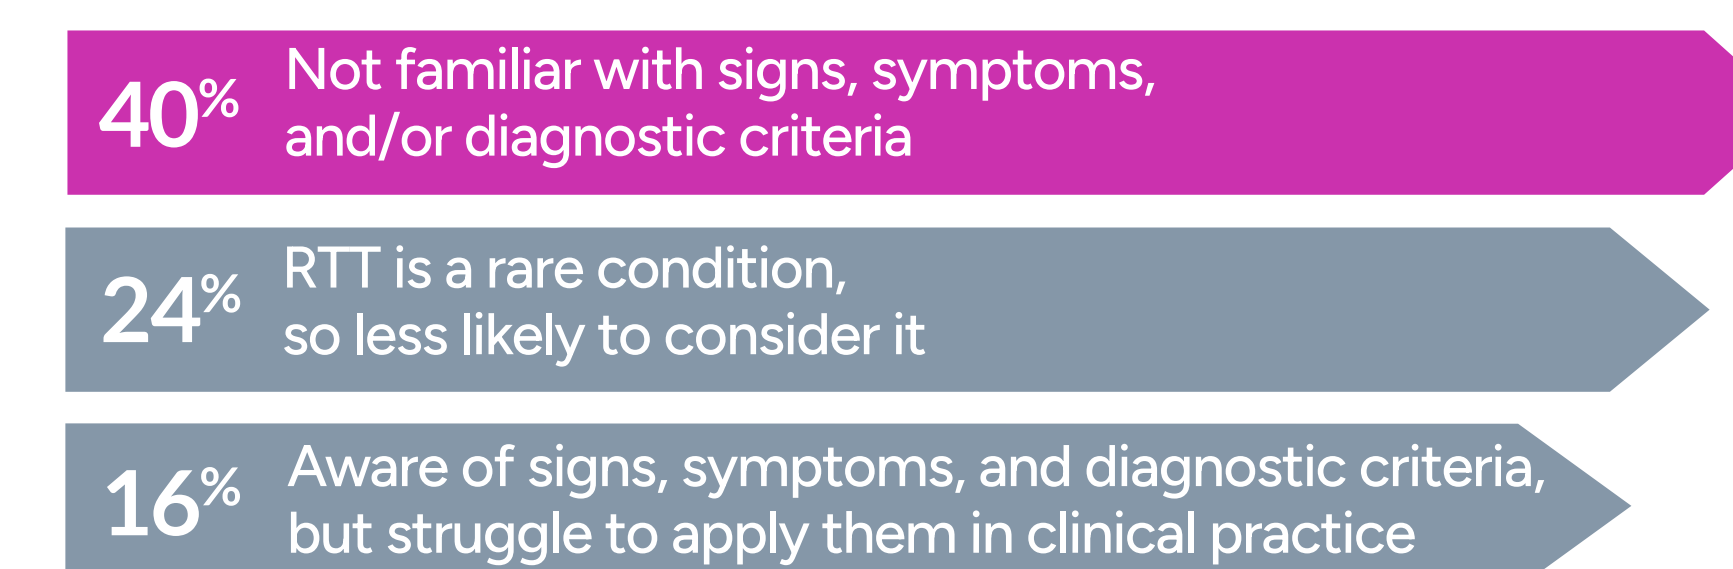 40% Not familiar with signs, symptoms,
and/or diagnostic criteria
24% RTT is a rare condition,
so less likely to consider it
16% Aware of signs, symptoms, and diagnostic criteria,
but struggle to apply them in clinical practice